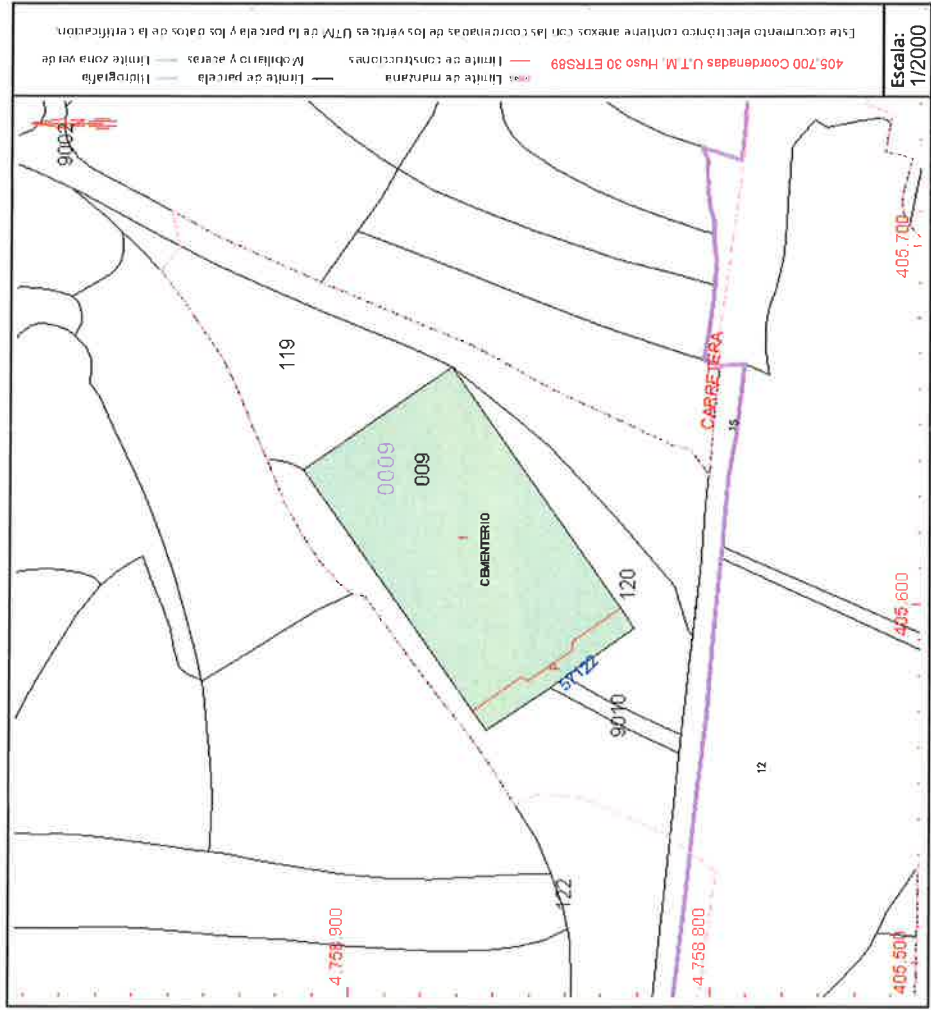 Este documento electrónico contiene anexos con las coordenadas de los vértices UTM de la parcela y los datos de la certificación.
405,700 Coordenadas U.T.M. Huso 30 ETRS89
Límite de manzana
Límite de parcela
Límite de construcciones
Mobiliario y aceras
Límite zona verde
Hidrografía
Escala:
1/2000
9002
119
0009
009
1
CEMENTERIO
120
57122
9010
122
CARRETERA
15
12
4.758.900
4.758.800
405.700
405.600
405.500